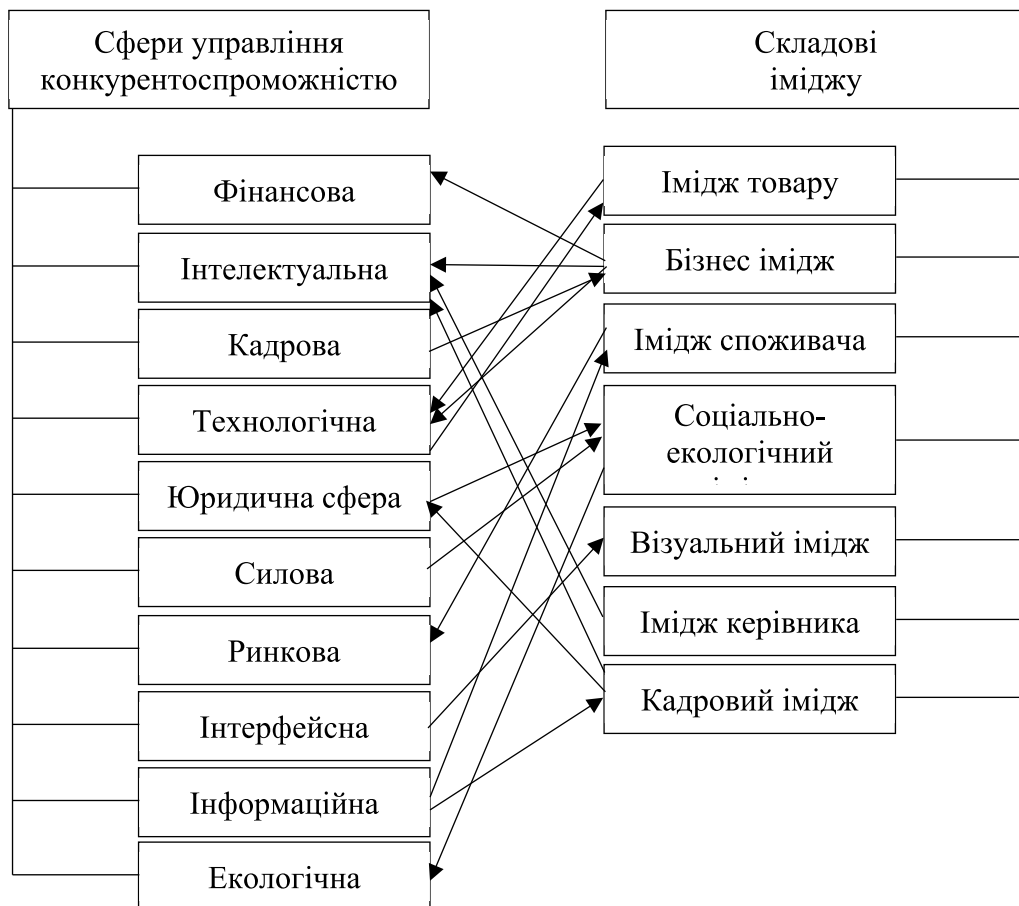 Сфери управління
конкурентоспроможністю
Фінансова
Інтелектуальна
Кадрова
Технологічна
Юридична сфера
Силова
Ринкова
Інтерфейсна
Інформаційна
Екологічна
Складові
іміджу
Імідж товару
Бізнес імідж
Імідж споживача
Соціально-
екологічний
Візуальний імідж
Імідж керівника
Кадровий імідж